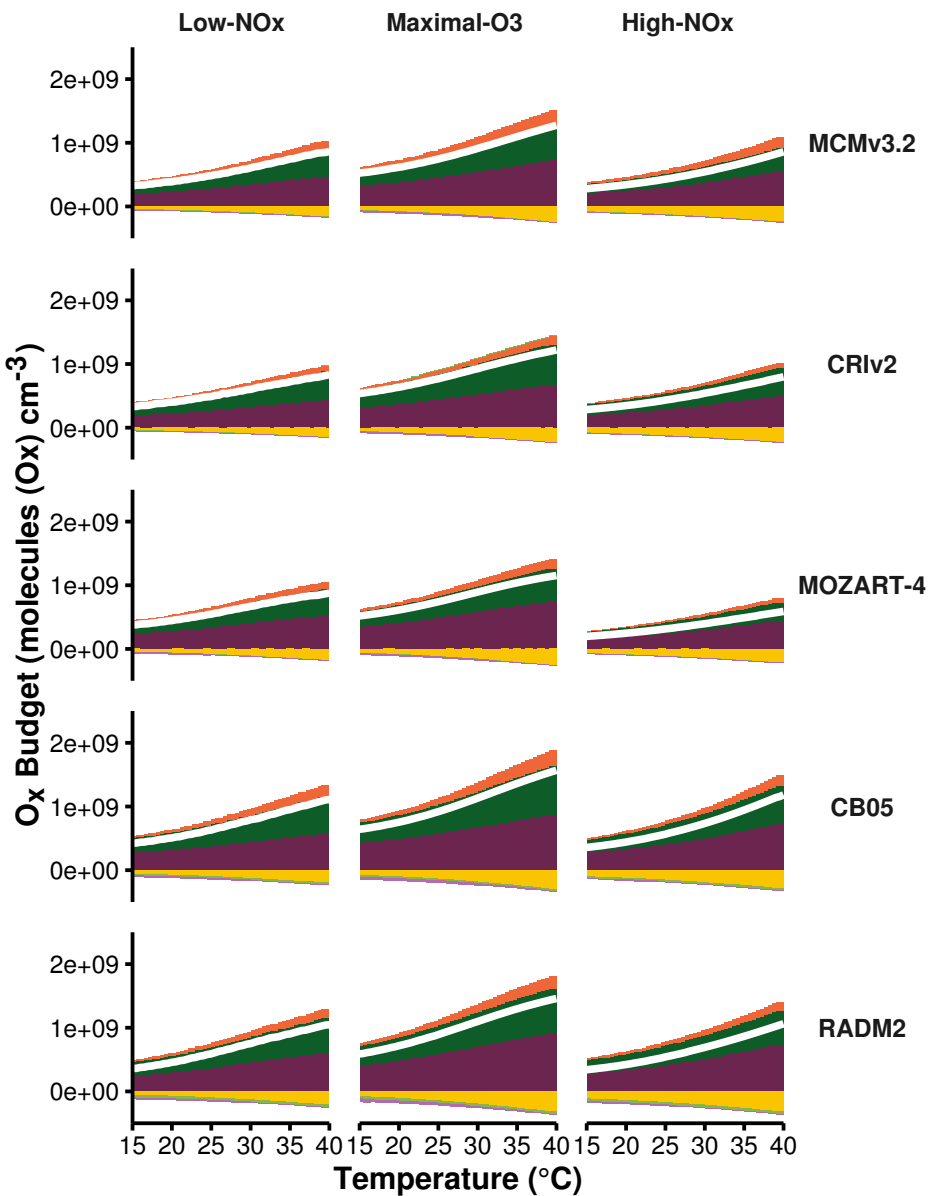 Low-NOx Maximal-O3 High-NOx
2e+09
1e+09
0e+00
MCMv3.2
2e+09
1e+09
0e+00
CRIv2
2e+09
1e+09
0e+00
MOZART-4
2e+09
1e+09
0e+00
CB05
2e+09
1e+09
0e+00
RADM2
Ox Budget (molecules (Ox) cm-3)
15 20 25 30 35 40 15 20 25 30 35 40 15 20 25 30 35 40
Temperature (°C)